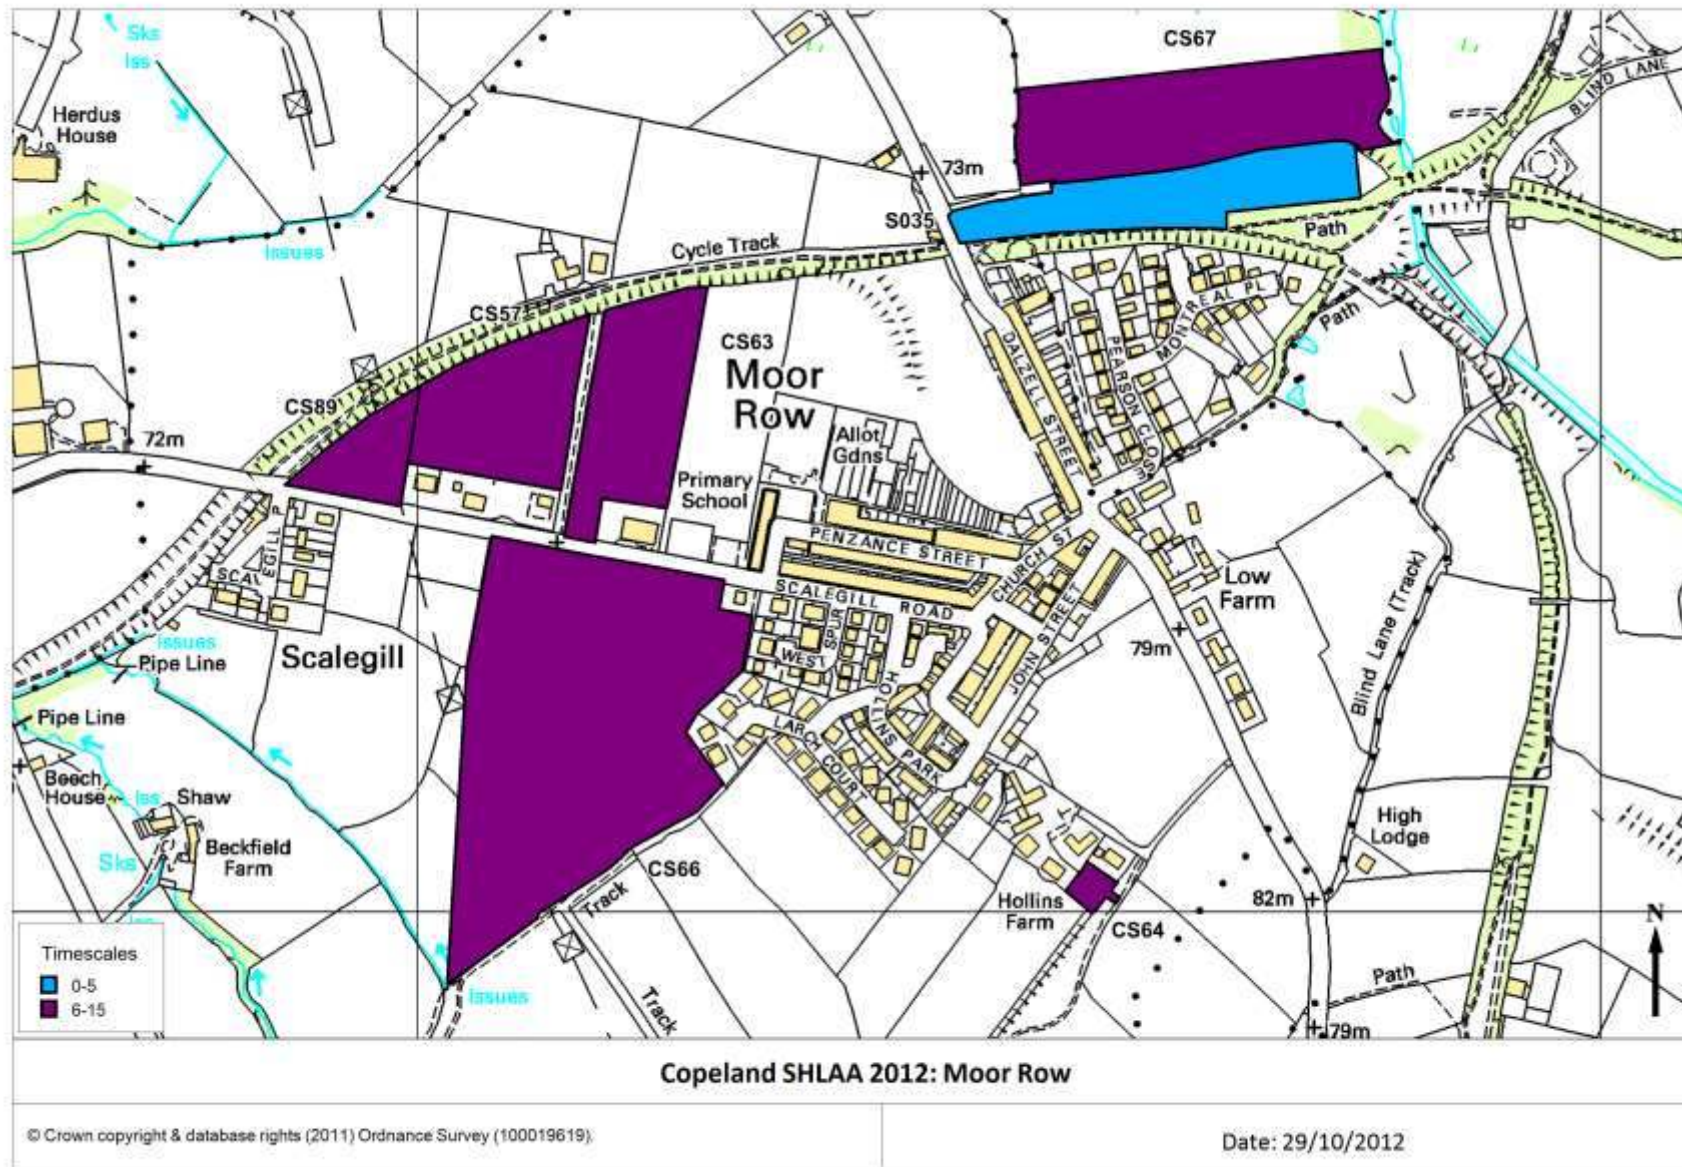 Sks
Iss
CS67
BLIND LANE
Herdus
House
73m
S035
Issues
Cycle Track
Path
CS57
MONTREAL PL
Path
CS63
Moor
Row
DALZELL STREET
PEARSON CLOSE
CS89
72m
Allot
Gdns
Primary
School
PENZANCE STREET
CHURCH ST
SCALEGILL ROAD
Low
Farm
SCALEGILL P
JOHN STREET
79m
Blind Lane (Track)
Issues
Pipe Line
Scalegill
WEST
SPUR
HOLLINS PARK
Pipe Line
LARCH COURT
Beech
House
Iss
Shaw
High
Lodge
Beckfield
Farm
Sks
CS66
Track
Hollins
Farm
82m
CS64
N
Iss
Timescales
0-5
6-15
Issues
Track
Path
79m
Copeland SHLAA 2012: Moor Row
© Crown copyright & database rights (2011) Ordnance Survey (100019619).
Date: 29/10/2012